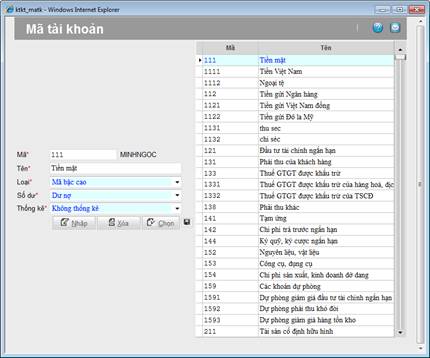 ktkt_matk - Windows Internet Explorer
Mã tài khoản
Mã* 111 MINHNGOC
Tên* Tiền mặt
Loại* Mã bậc cao
Số dư* Dư nợ
Thống kê* Không thống kê
Nhập Xóa Chọn
Mã Tên
111 Tiền mặt
1111 Tiền Việt Nam
1112 Ngoại tệ
112 Tiền gửi Ngân hàng
1121 Tiền gửi Việt Nam đồng
1122 Tiền gửi Đô la Mỹ
1131 thu sec
1132 chi séc
121 Đầu tư tài chính ngắn hạn
131 Phải thu của khách hàng
133 Thuế GTGT được khấu trừ
1331 Thuế GTGT được khấu trừ của hàng hoá, dịc
1332 Thuế GTGT được khấu trừ của TSCĐ
138 Phải thu khác
141 Tạm ứng
142 Chi phí trả trước ngắn hạn
144 Ký quỹ, ký cược ngắn hạn
152 Nguyên liệu, vật liệu
153 Công cụ, dụng cụ
154 Chi phí sản xuất, kinh doanh dở dang
159 Các khoản dự phòng
1591 Dự phòng giảm giá đầu tư tài chính ngắn hạn
1592 Dự phòng phải thu khó đòi
1593 Dự phòng giảm giá hàng tồn kho
211 Tài sản cố định hữu hình